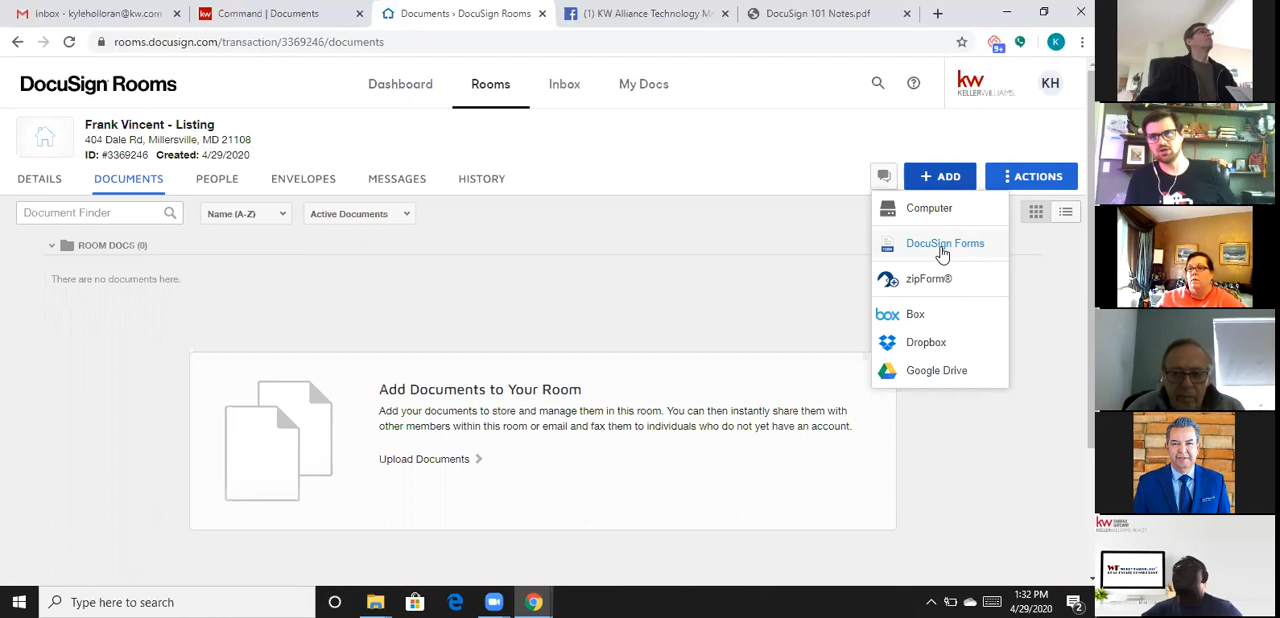 Inbox - kyleholloran@kw.com
Command | Documents
Documents › DocuSign Rooms
(1) KW Alliance Technology M
DocuSign 101 Notes.pdf
rooms.docusign.com/transaction/3369246/documents
9+
K
DocuSign Rooms
Dashboard
Rooms
Inbox
My Docs
kw
KELLERWILLIAMS.
KH
Frank Vincent - Listing
404 Dale Rd, Millersville, MD 21108
ID: #3369246 Created: 4/29/2020
DETAILS
DOCUMENTS
PEOPLE
ENVELOPES
MESSAGES
HISTORY
+ ADD
ACTIONS
Document Finder
Name (A-Z)
Active Documents
ROOM DOCS (0)
There are no documents here.
Computer
DocuSign Forms
zipForm®
box Box
Dropbox
Google Drive
Add Documents to Your Room
Add your documents to store and manage them in this room. You can then instantly share them with
other members within this room or email and fax them to individuals who do not yet have an account.
Upload Documents
kw
KELLERWILLIAMS REALTY
Type here to search
1:32 PM
4/29/2020
2